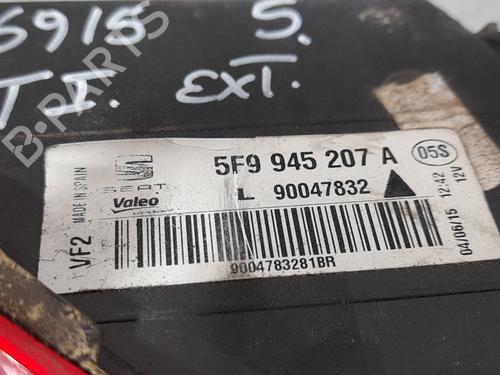 5915 5.
T I. EXT.
B-PARTS
SEAT
5F9 945 207 A 05S
Valeo
L 90047832
MADE IN SPAIN
VF2
9004783281BR
04/06/15 12:42
12V